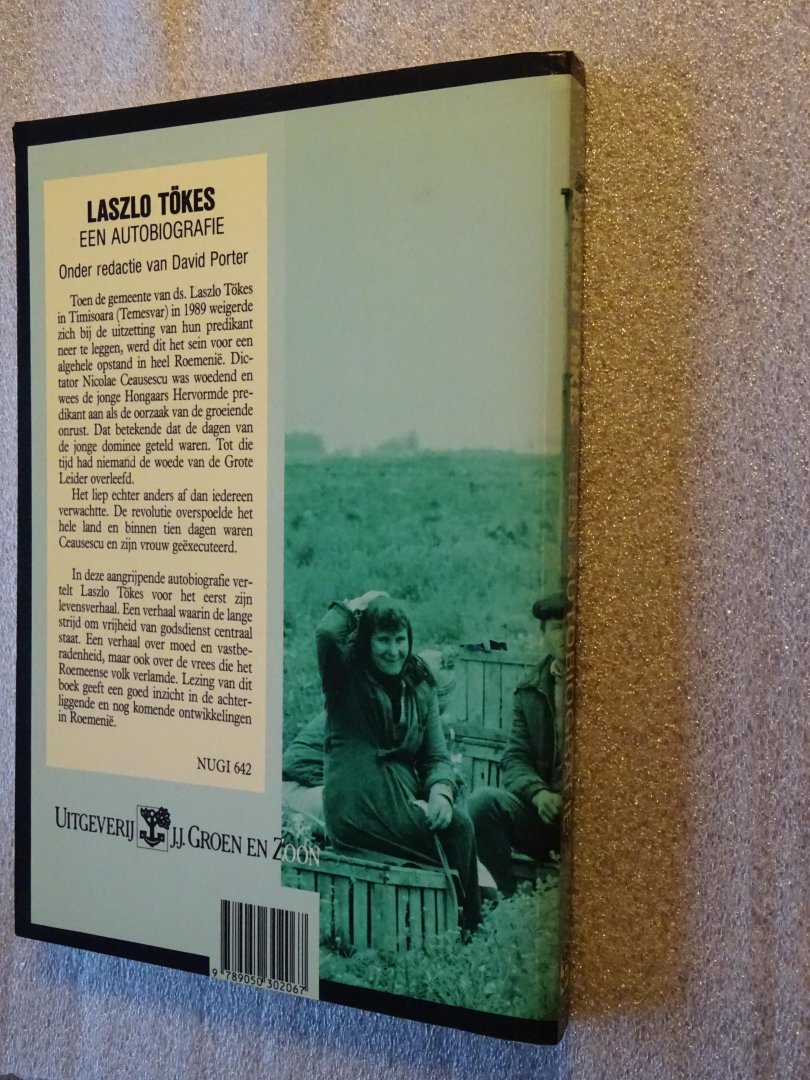 LASZLO TÖKES
EEN AUTOBIOGRAFIE
Onder redactie van David Porter
Toen de gemeente van ds. Laszlo Tökes
in Timisoara (Temesvar) in 1989 weigerde
zich bij de uitzetting van hun predikant
neer te leggen, werd dit het sein voor een
algehele opstand in heel Roemenië. Dic-
tator Nicolae Ceausescu was woedend en
wees de jonge Hongaars Hervormde pre-
dikant aan als de oorzaak van de groeiende
onrust. Dat betekende dat de dagen van
de jonge dominee geteld waren. Tot die
tijd had niemand de woede van de Grote
Leider overleefd.
Het liep echter anders af dan iedereen
verwachtte. De revolutie overspoelde het
hele land en binnen tien dagen waren
Ceausescu en zijn vrouw geëxecuteerd.
In deze aangrijpende autobiografie ver-
telt Laszlo Tökes voor het eerst zijn
levensverhaal. Een verhaal waarin de lange
strijd om vrijheid van godsdienst centraal
staat. Een verhaal over moed en vastbe-
radenheid, maar ook over de vrees die het
Roemeense volk verlamde. Lezing van dit
boek geeft een goed inzicht in de achter-
liggende en nog komende ontwikkelingen
in Roemenië.
NUGI 642
UITGEVERIJ J.J. GROEN EN ZOON
9 789050 302067